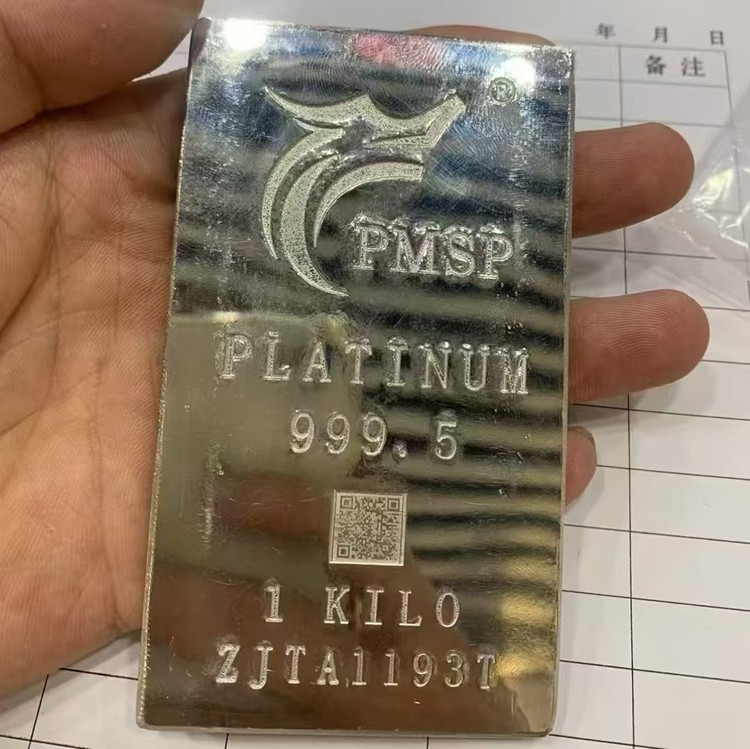 年 月 日
备注
®
PMSP
PLATINUM
999.5
1 KILO
ZJTA1193T